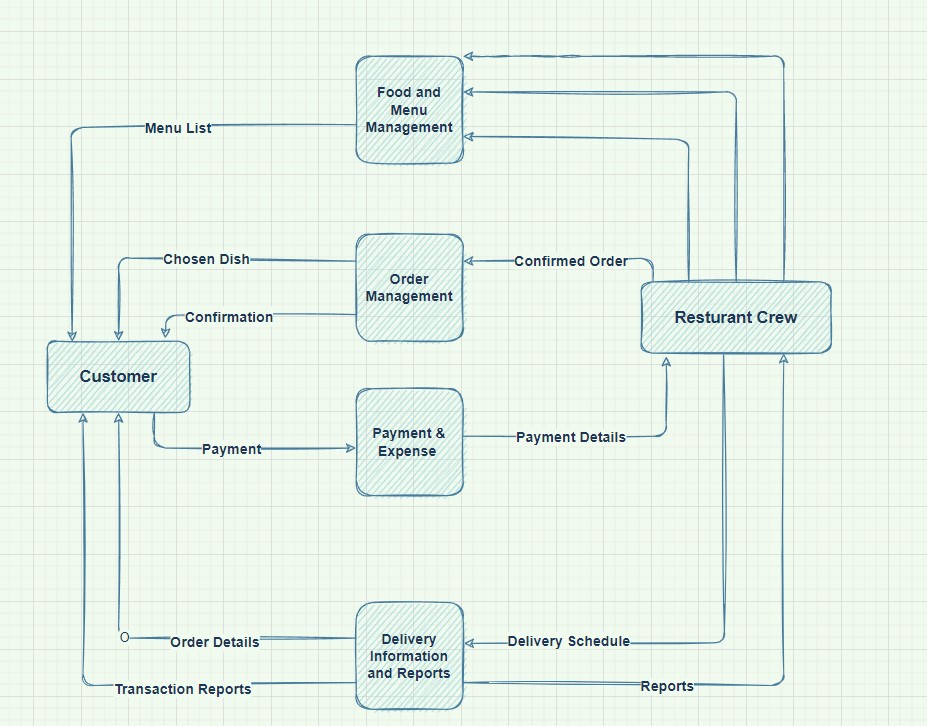 Food and
Menu
Management
Menu List
Chosen Dish
Order
Management
Confirmed Order
Confirmation
Resturant Crew
Customer
Payment
Payment &
Expense
Payment Details
O
Order Details
Delivery
Information
and Reports
Delivery Schedule
Transaction Reports
Reports